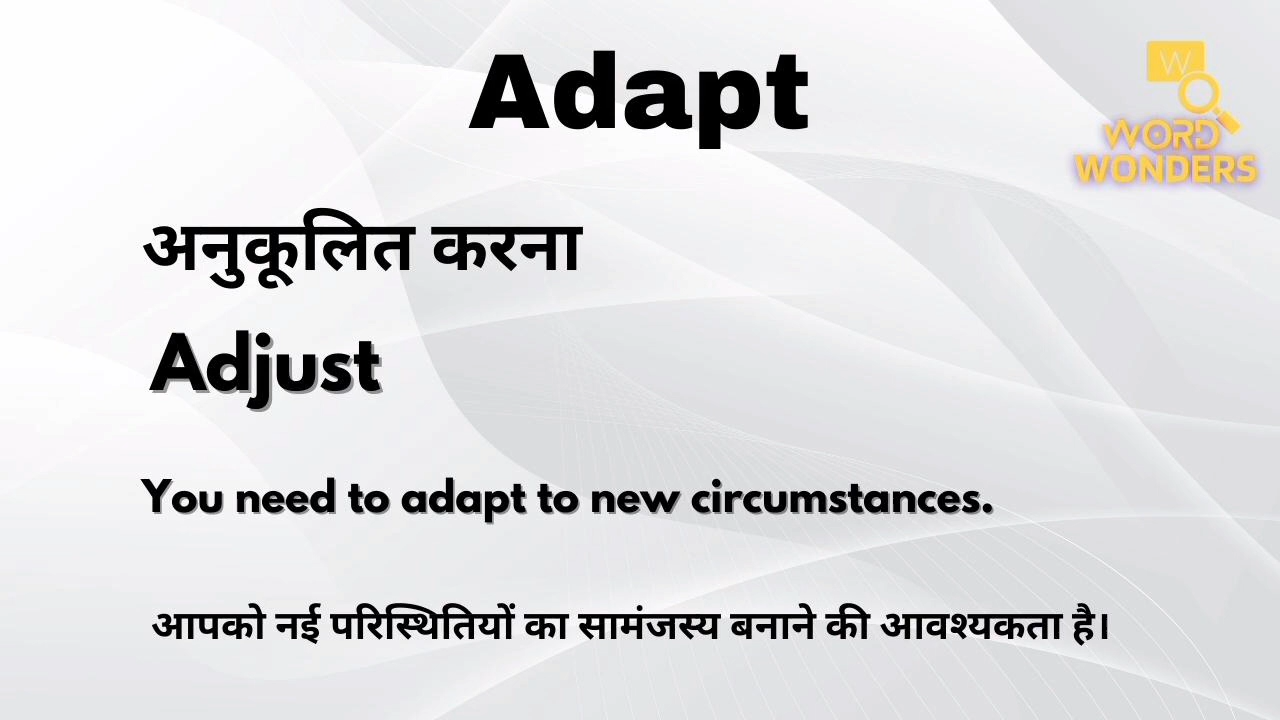 Adapt
W
WORD
WONDERS
अनुकूलित करना
Adjust
You need to adapt to new circumstances.
आपको नई परिस्थितियों का सामंजस्य बनाने की आवश्यकता है।